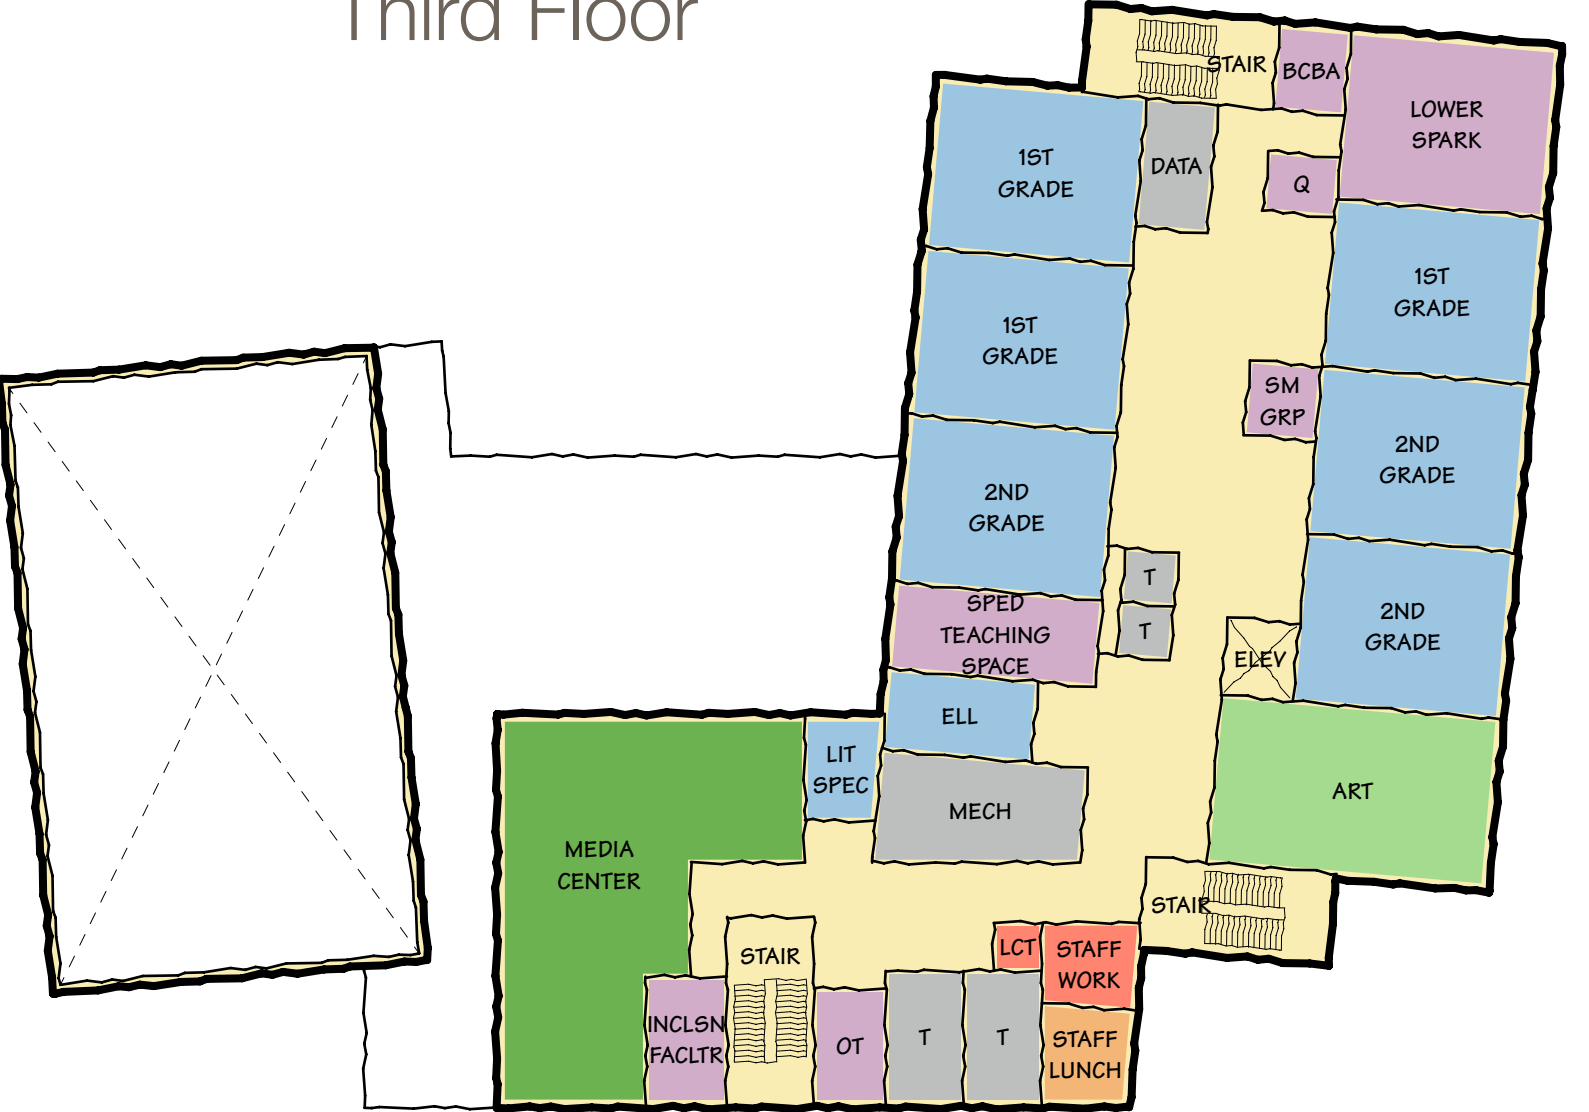 Third Floor
STAIR
BCBA
LOWER
SPARK
1ST
GRADE
DATA
Q
1ST
GRADE
1ST
GRADE
SM
GRP
2ND
GRADE
2ND
GRADE
T
T
SPED
TEACHING
SPACE
2ND
GRADE
ELEV
ELL
LIT
SPEC
MECH
ART
MEDIA
CENTER
STAIR
STAIR
LCT
STAFF
WORK
INCLSN
FACLTR
OT
T
T
STAFF
LUNCH